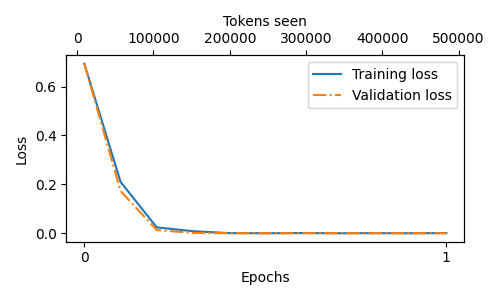 Tokens seen
0 100000 200000 300000 400000 500000
Training loss
Validation loss
0.6
0.4
0.2
0.0
Loss
0 1
Epochs